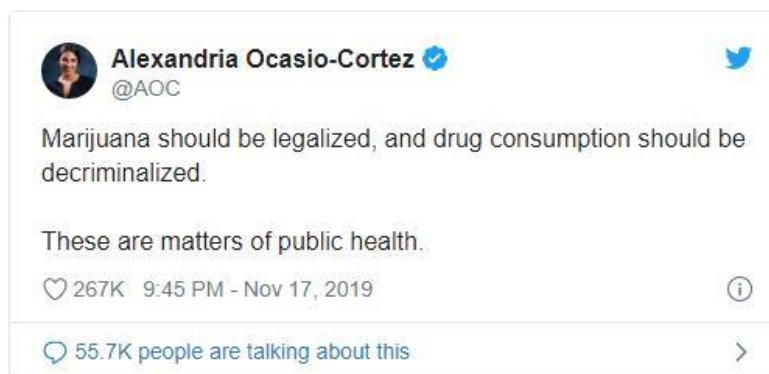 Alexandria Ocasio-Cortez
@AOC
Marijuana should be legalized, and drug consumption should be
decriminalized.
These are matters of public health.
267K 9:45 PM - Nov 17, 2019
55.7K people are talking about this